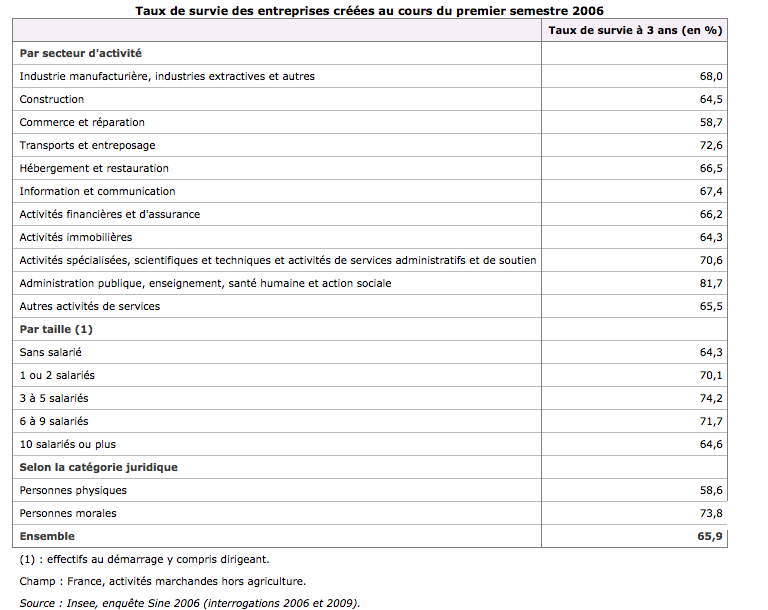 Taux de survie des entreprises créées au cours du premier semestre 2006
Taux de survie à 3 ans (en %)
Par secteur d'activité
Industrie manufacturière, industries extractives et autres 68,0
Construction 64,5
Commerce et réparation 58,7
Transports et entreposage 72,6
Hébergement et restauration 66,5
Information et communication 67,4
Activités financières et d'assurance 66,2
Activités immobilières 64,3
Activités spécialisées, scientifiques et techniques et activités de services administratifs et de soutien 70,6
Administration publique, enseignement, santé humaine et action sociale 81,7
Autres activités de services 65,5
Par taille (1)
Sans salarié 64,3
1 ou 2 salariés 70,1
3 à 5 salariés 74,2
6 à 9 salariés 71,7
10 salariés ou plus 64,6
Selon la catégorie juridique
Personnes physiques 58,6
Personnes morales 73,8
Ensemble 65,9
(1) : effectifs au démarrage y compris dirigeant.
Champ : France, activités marchandes hors agriculture.
Source : Insee, enquête Sine 2006 (interrogations 2006 et 2009).